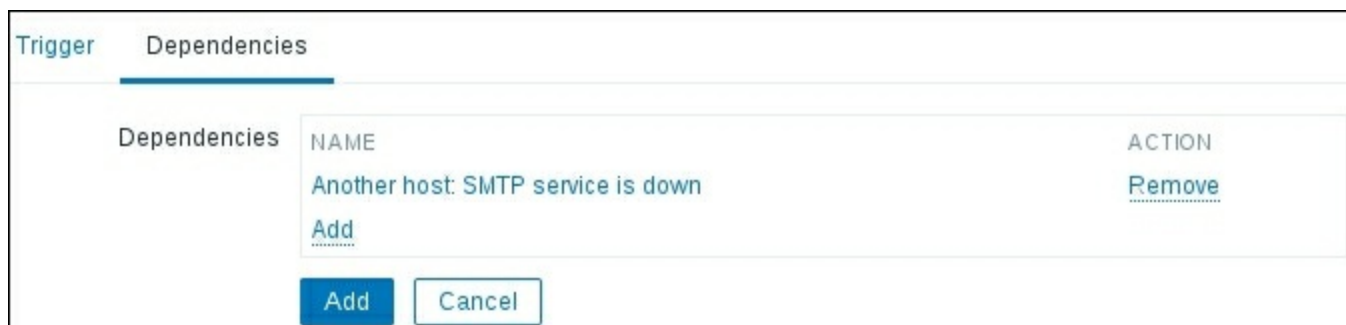 Trigger Dependencies
Dependencies NAME ACTION
Another host: SMTP service is down Remove
Add
Add Cancel